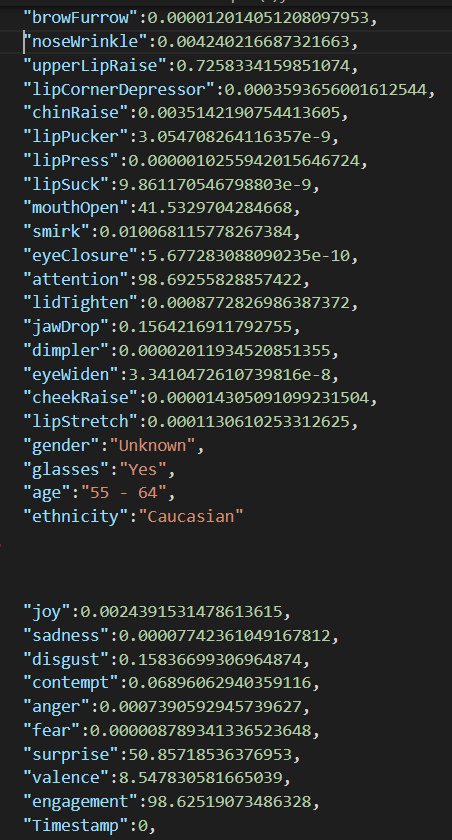 "browFurrow":0.000012014051208097953,
"noseWrinkle":0.004240216687321663,
"upperLipRaise":0.7258334159851074,
"lipCornerDepressor":0.0003593656001612544,
"chinRaise":0.0035142190754413605,
"lipPucker":3.054708264116357e-9,
"lipPress":0.0000010255942015646724,
"lipSuck":9.861170546798803e-9,
"mouthOpen":41.5329704284668,
"smirk":0.010068115778267384,
"eyeClosure":5.677283088090235e-10,
"attention":98.69255828857422,
"lidTighten":0.0008772826986387372,
"jawDrop":0.1564216911792755,
"dimpler":0.00002011934520851355,
"eyeWiden":3.3410472610739816e-8,
"cheekRaise":0.000014305091099231504,
"lipStretch":0.0001130610253312625,
"gender":"Unknown",
"glasses":"Yes",
"age":"55 - 64",
"ethnicity":"Caucasian"
"joy":0.0024391531478613615,
"sadness":0.00007742361049167812,
"disgust":0.15836699306964874,
"contempt":0.06896062940359116,
"anger":0.0007390592945739627,
"fear":0.000008789341336523648,
"surprise":50.85718536376953,
"valence":8.547830581665039,
"engagement":98.62519073486328,
"Timestamp":0,